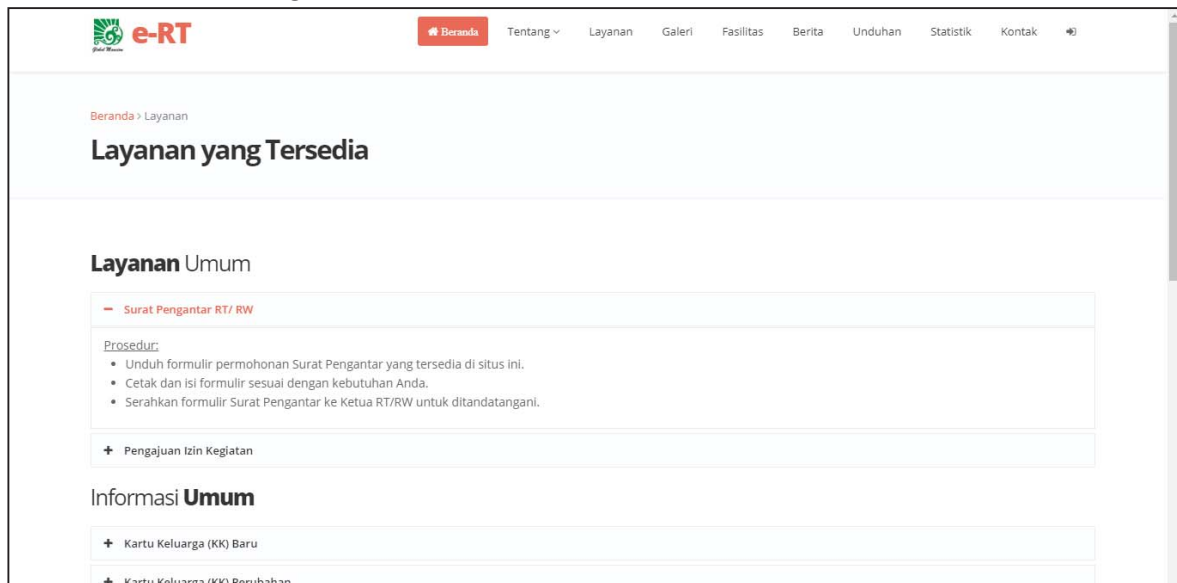 e-RT
Beranda Tentang Layanan Galeri Fasilitas Berita Unduhan Statistik Kontak
Beranda > Layanan
Layanan yang Tersedia
Layanan Umum
Surat Pengantar RT/ RW
Prosedur:
• Unduh formulir permohonan Surat Pengantar yang tersedia di situs ini.
• Cetak dan isi formulir sesuai dengan kebutuhan Anda.
• Serahkan formulir Surat Pengantar ke Ketua RT/RW untuk ditandatangani.
Pengajuan Izin Kegiatan
Informasi Umum
Kartu Keluarga (KK) Baru
Kartu Keluarga (KK) Perubahan